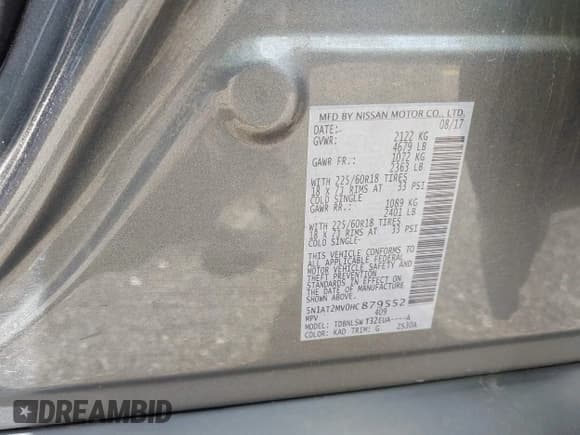 MFD BY NISSAN MOTOR CO., LTD.
DATE: 08/17
GVWR: 2122 KG
4679 LB
GAWR FR.: 1072 KG
2363 LB
WITH 225/60R18 TIRES
18 X 7J RIMS AT 33 PSI
COLD SINGLE
GAWR RR.: 1089 KG
2401 LB
WITH 225/60R18 TIRES
18 X 7J RIMS AT 33 PSI
COLD SINGLE-
THIS VEHICLE CONFORMS TO
ALL APPLICABLE FEDERAL
MOTOR VEHICLE SAFETY AND
THEFT PREVENTION
STANDARDS IN EFFECT ON
THE DATE OF MANUFACTURE
SHOWN ABOVE.
5N1AT2MV0HC879552
MPV 409
MODEL: TDBNLSW T32EUA----A
COLOR: KAD TRIM: G 2530A
DREAMBID